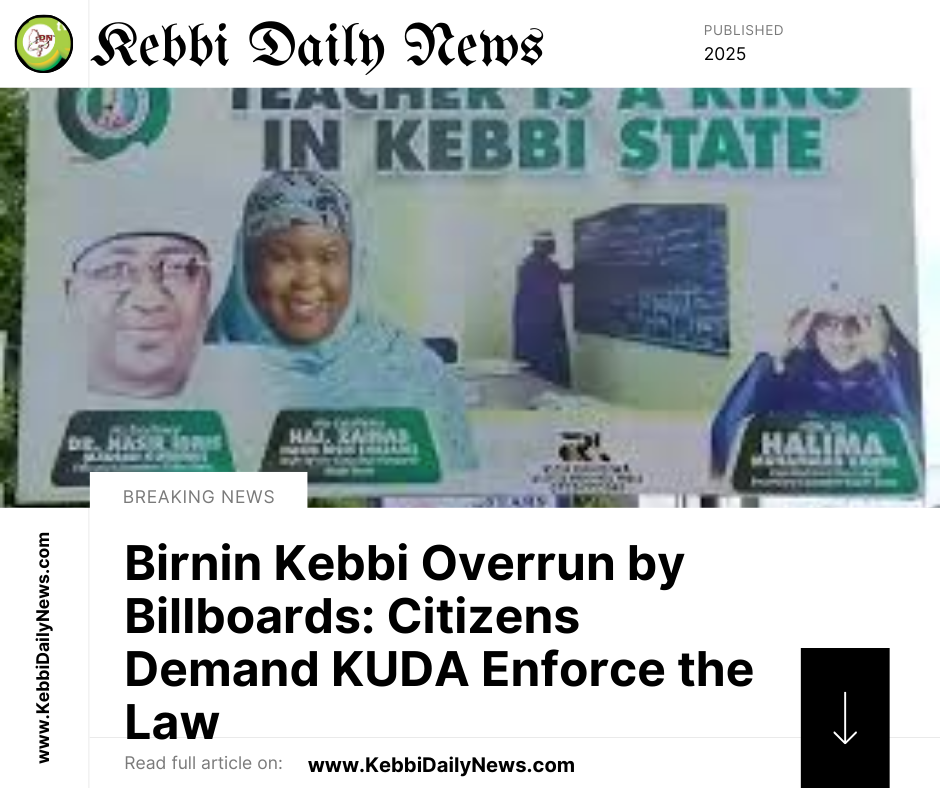 Kebbi Daily News
PUBLISHED
2025
TEACHER IS A KING
IN KEBBI STATE
DR. NASIR IDRIS
HAJ. ZAINAB
HALIMA
BREAKING NEWS
Birnin Kebbi Overrun by
Billboards: Citizens
Demand KUDA Enforce the
Law
www.KebbiDailyNews.com
Read full article on:
www.KebbiDailyNews.com